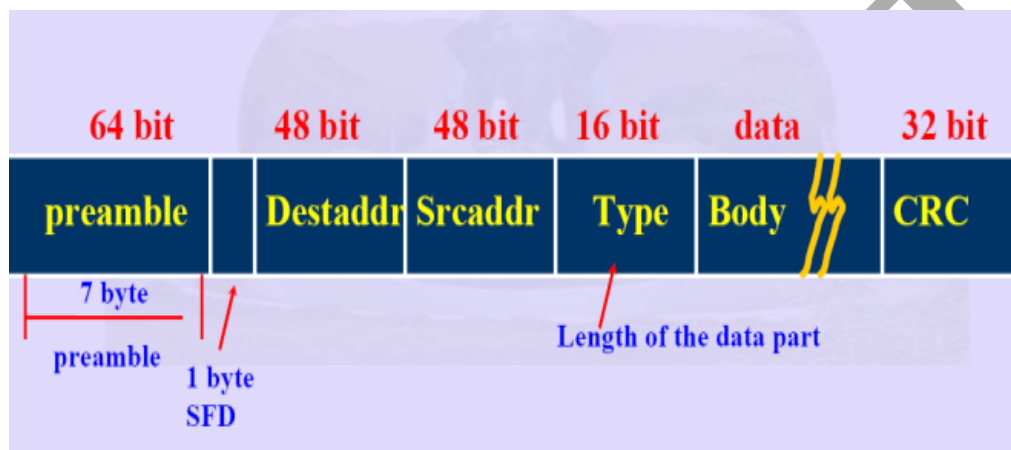 64 bit 48 bit 48 bit 16 bit data 32 bit
preamble Destaddr Srcaddr Type Body CRC
7 byte
Length of the data part
preamble
1 byte
SFD